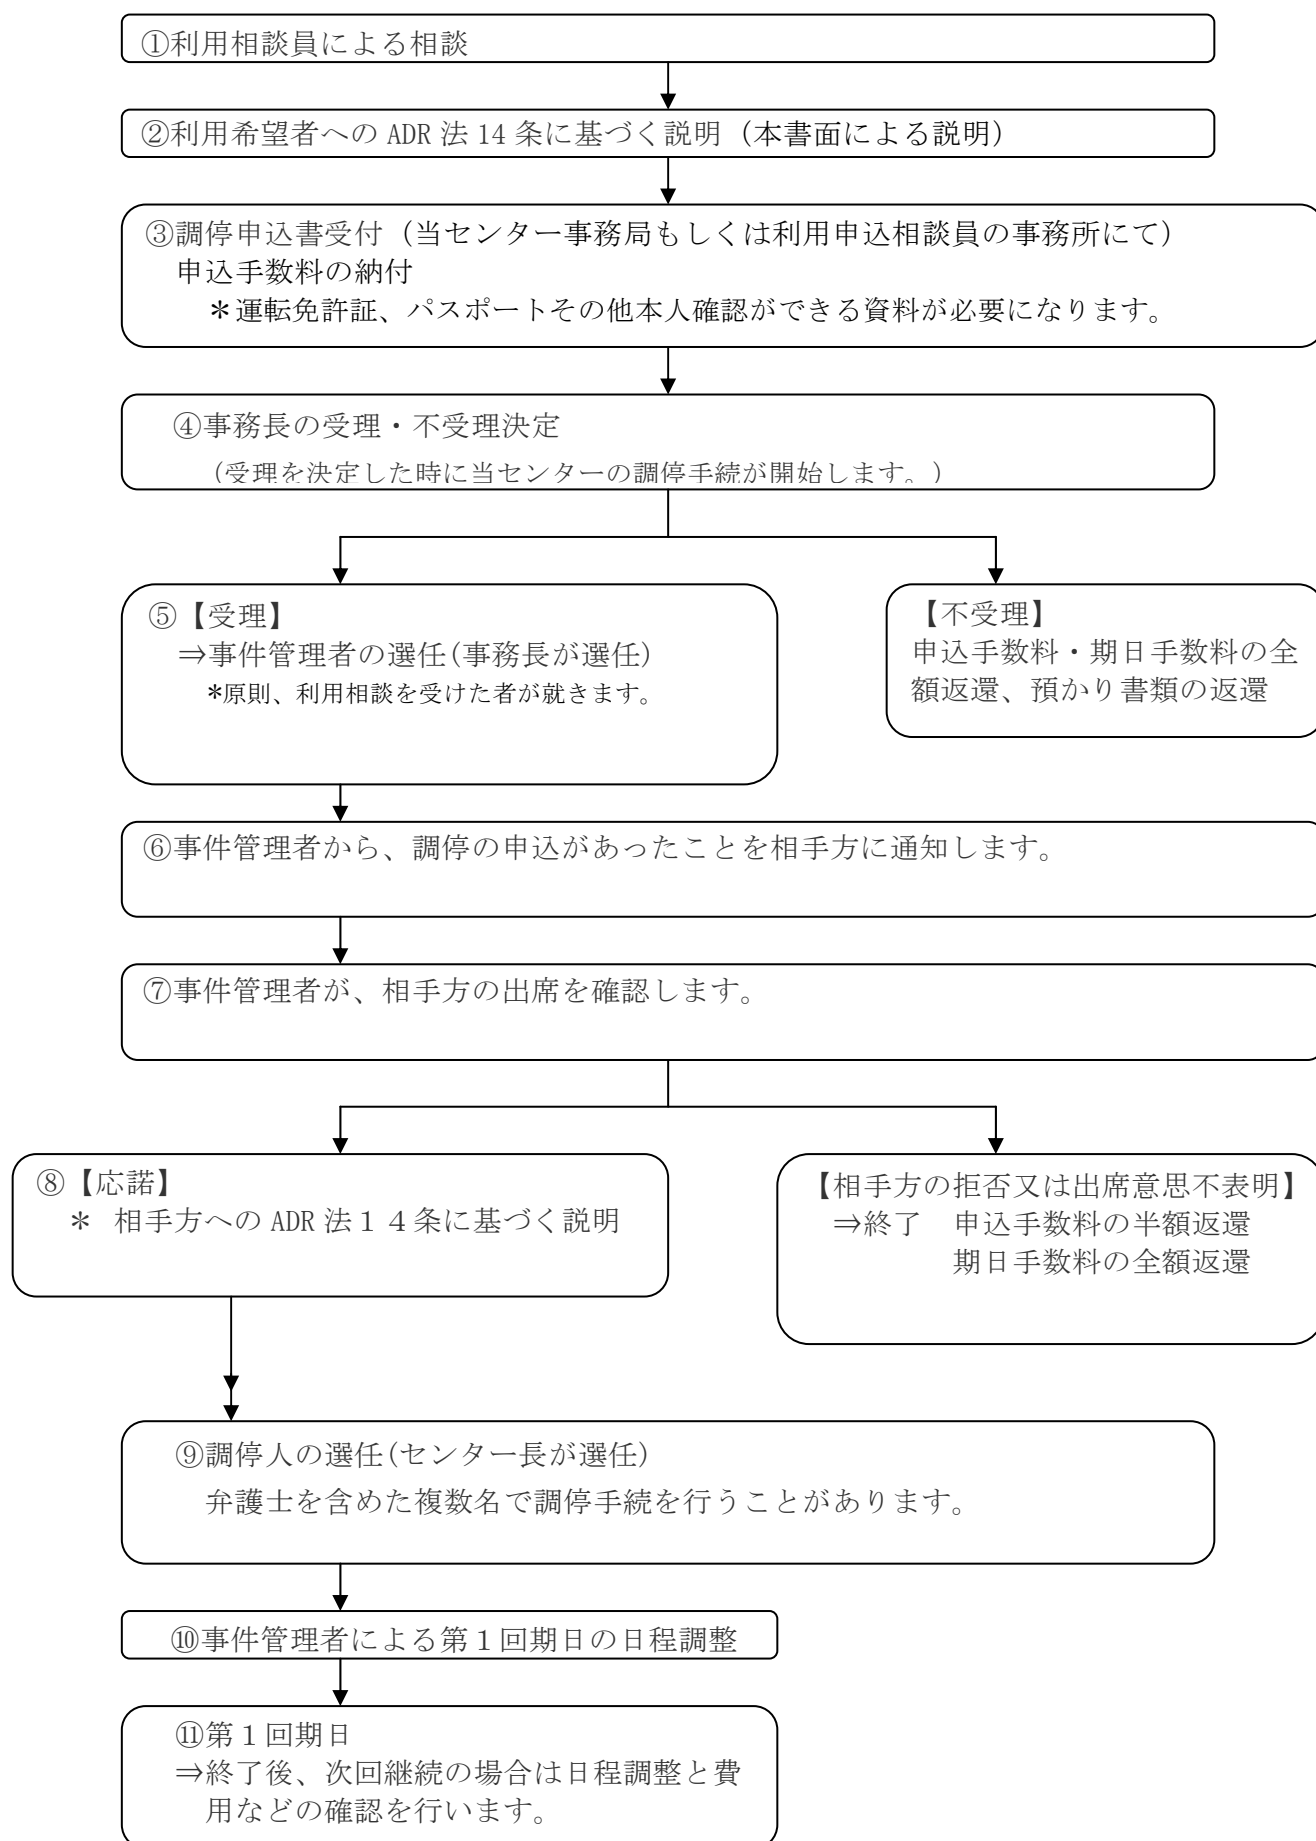 ①利用相談員による相談
②利用希望者への ADR 法 14 条に基づく説明（本書面による説明）
③調停申込書受付（当センター事務局もしくは利用申込相談員の事務所にて）
申込手数料の納付
＊運転免許証、パスポートその他本人確認ができる資料が必要になります。
④事務長の受理・不受理決定
（受理を決定した時に当センターの調停手続が開始します。）
⑤【受理】
⇒事件管理者の選任(事務長が選任)
*原則、利用相談を受けた者が就きます。
【不受理】
申込手数料・期日手数料の全
額返還、預かり書類の返還
⑥事件管理者から、調停の申込があったことを相手方に通知します。
⑦事件管理者が、相手方の出席を確認します。
⑧【応諾】
＊ 相手方への ADR 法１４条に基づく説明
【相手方の拒否又は出席意思不表明】
⇒終了　申込手数料の半額返還
期日手数料の全額返還
⑨調停人の選任(センター長が選任)
弁護士を含めた複数名で調停手続を行うことがあります。
⑩事件管理者による第１回期日の日程調整
⑪第１回期日
⇒終了後、次回継続の場合は日程調整と費
用などの確認を行います。